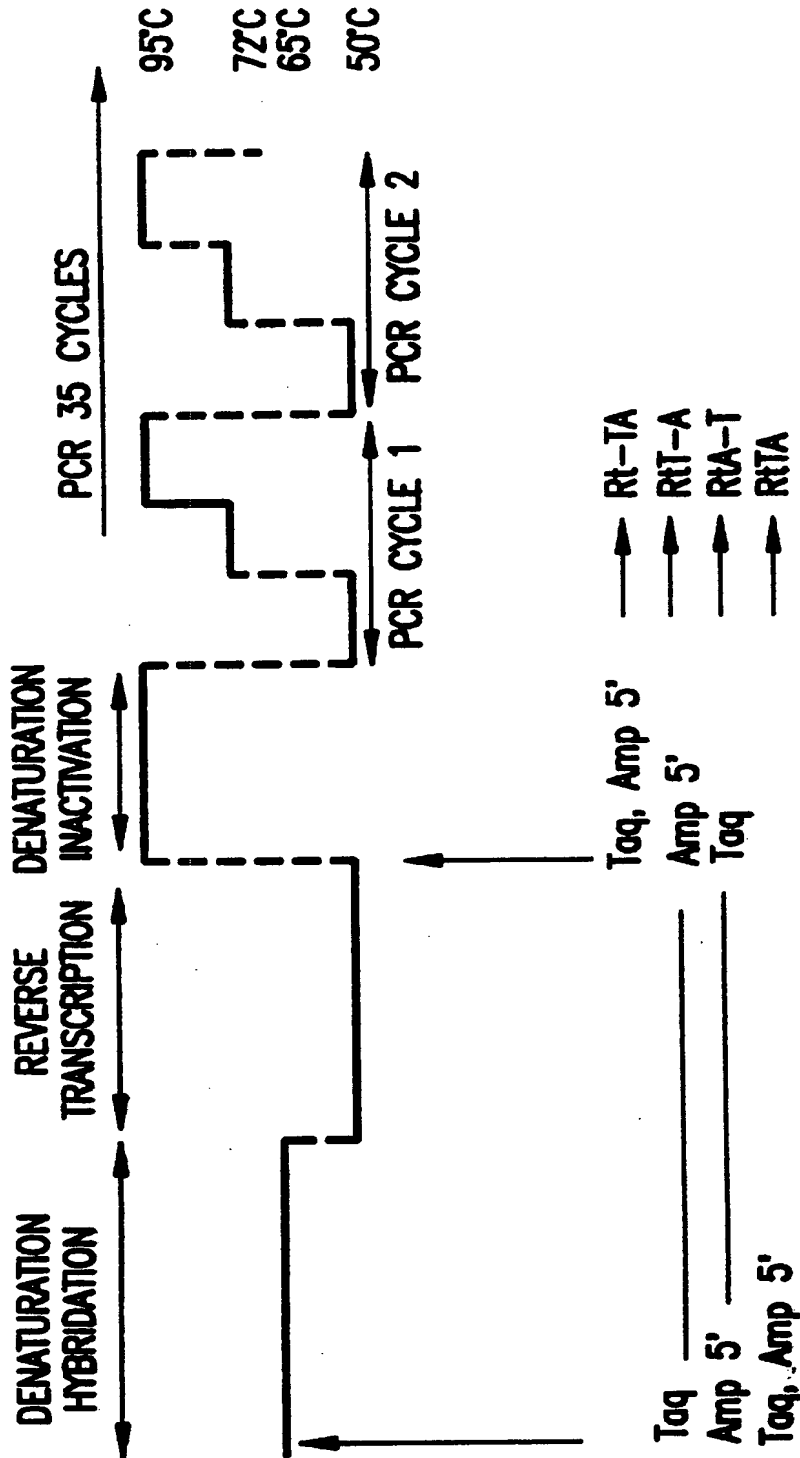 DENATURATION
HYBRIDATION
REVERSE
TRANSCRIPTION
DENATURATION
INACTIVATION
PCR 35 CYCLES
95°C
72°C
65°C
50°C
PCR CYCLE 1
PCR CYCLE 2
Taq, Amp 5' Rt-TA
Taq Amp 5' RtT-A
Amp 5' Taq RtA-T
Taq, Amp 5' RtTA